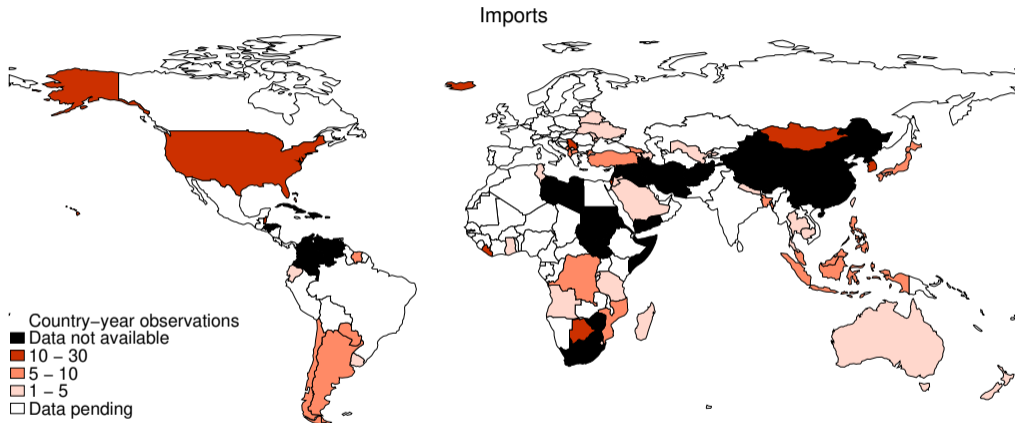 Imports
Country−year observations
Data not available
10 − 30
5 − 10
1 − 5
Data pending